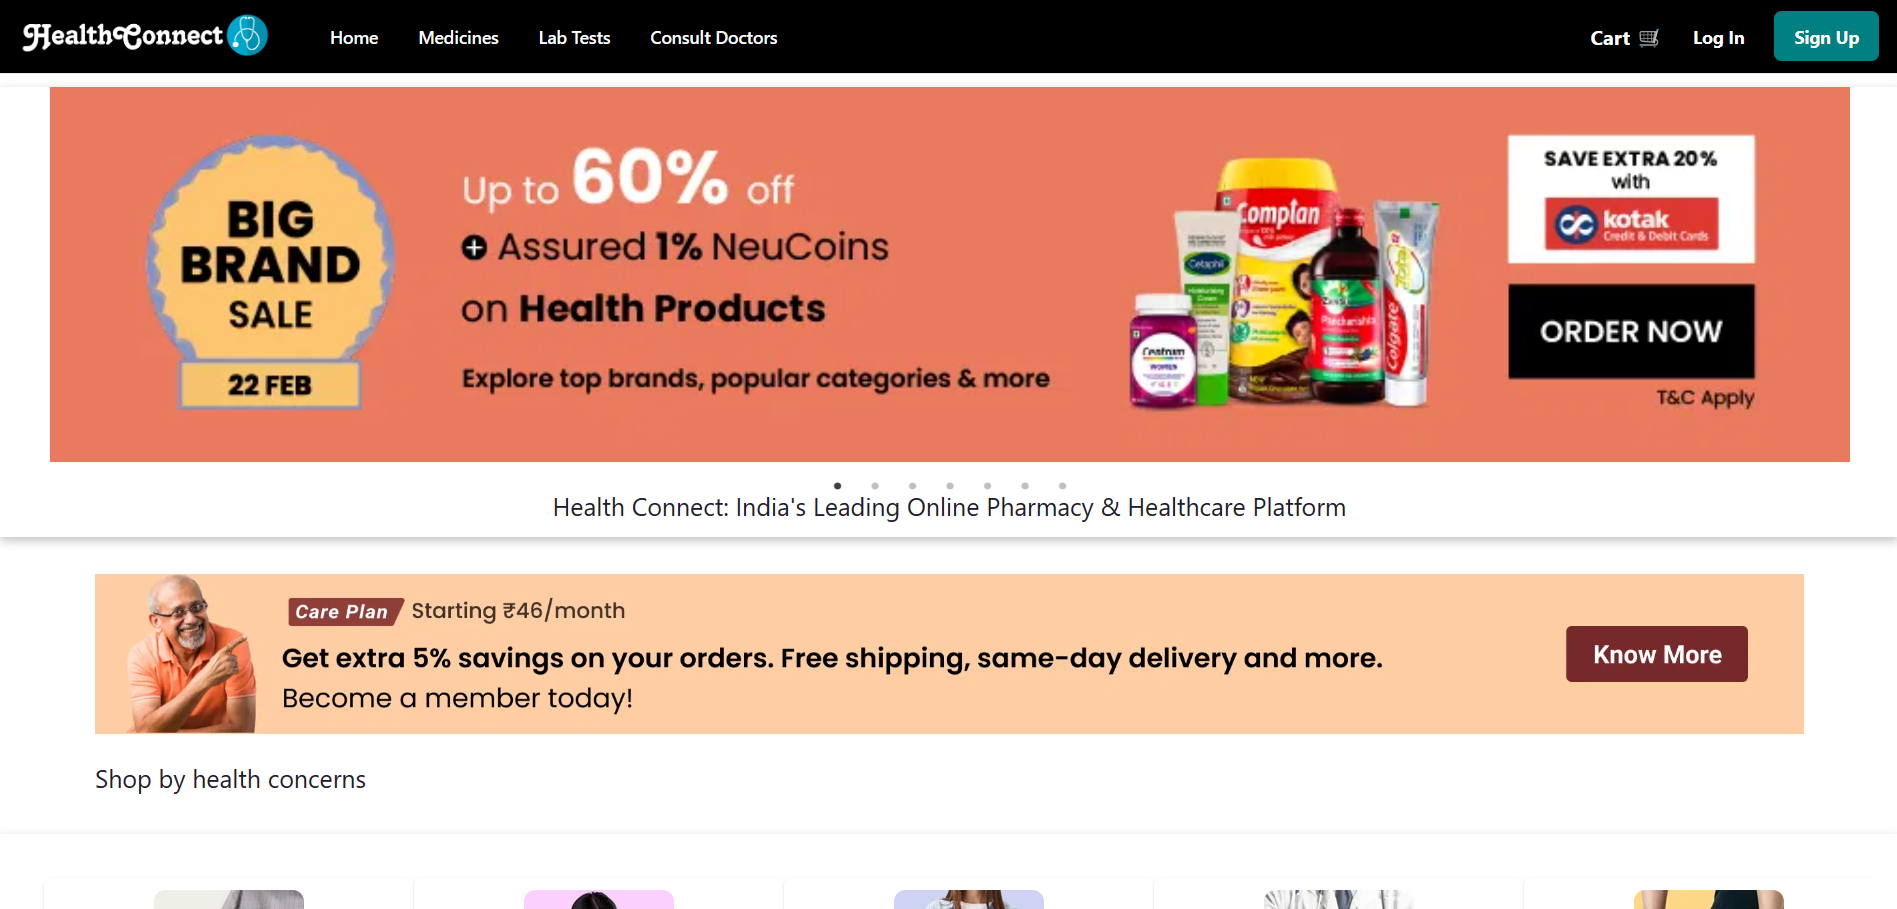 HealthConnect
Home
Medicines
Lab Tests
Consult Doctors
Cart
Log In
Sign Up
BIG
BRAND
SALE
22 FEB
Up to 60% off
+ Assured 1% NeuCoins
on Health Products
Explore top brands, popular categories & more
Centrum
WOMEN
Cetaphil
Complan
Colgate
Total
SAVE EXTRA 20%
with
kotak
Credit & Debit Cards
ORDER NOW
T&C Apply
Health Connect: India's Leading Online Pharmacy & Healthcare Platform
Care Plan Starting ₹46/month
Get extra 5% savings on your orders. Free shipping, same-day delivery and more.
Become a member today!
Know More
Shop by health concerns